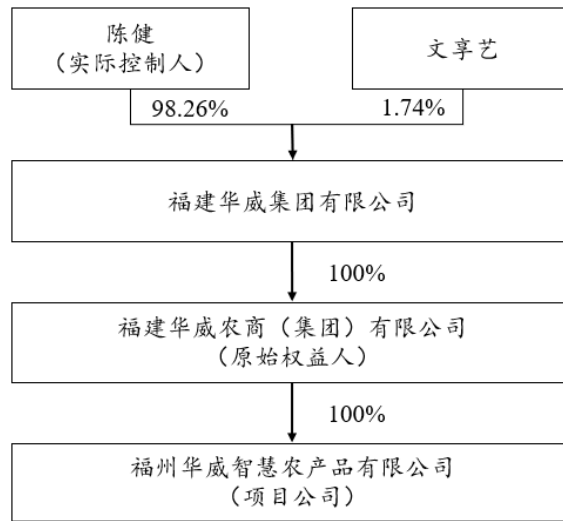 陈健
（实际控制人）
文享艺
98.26%
1.74%
福建华威集团有限公司
100%
福建华威农商（集团）有限公司
（原始权益人）
100%
福州华威智慧农产品有限公司
（项目公司）